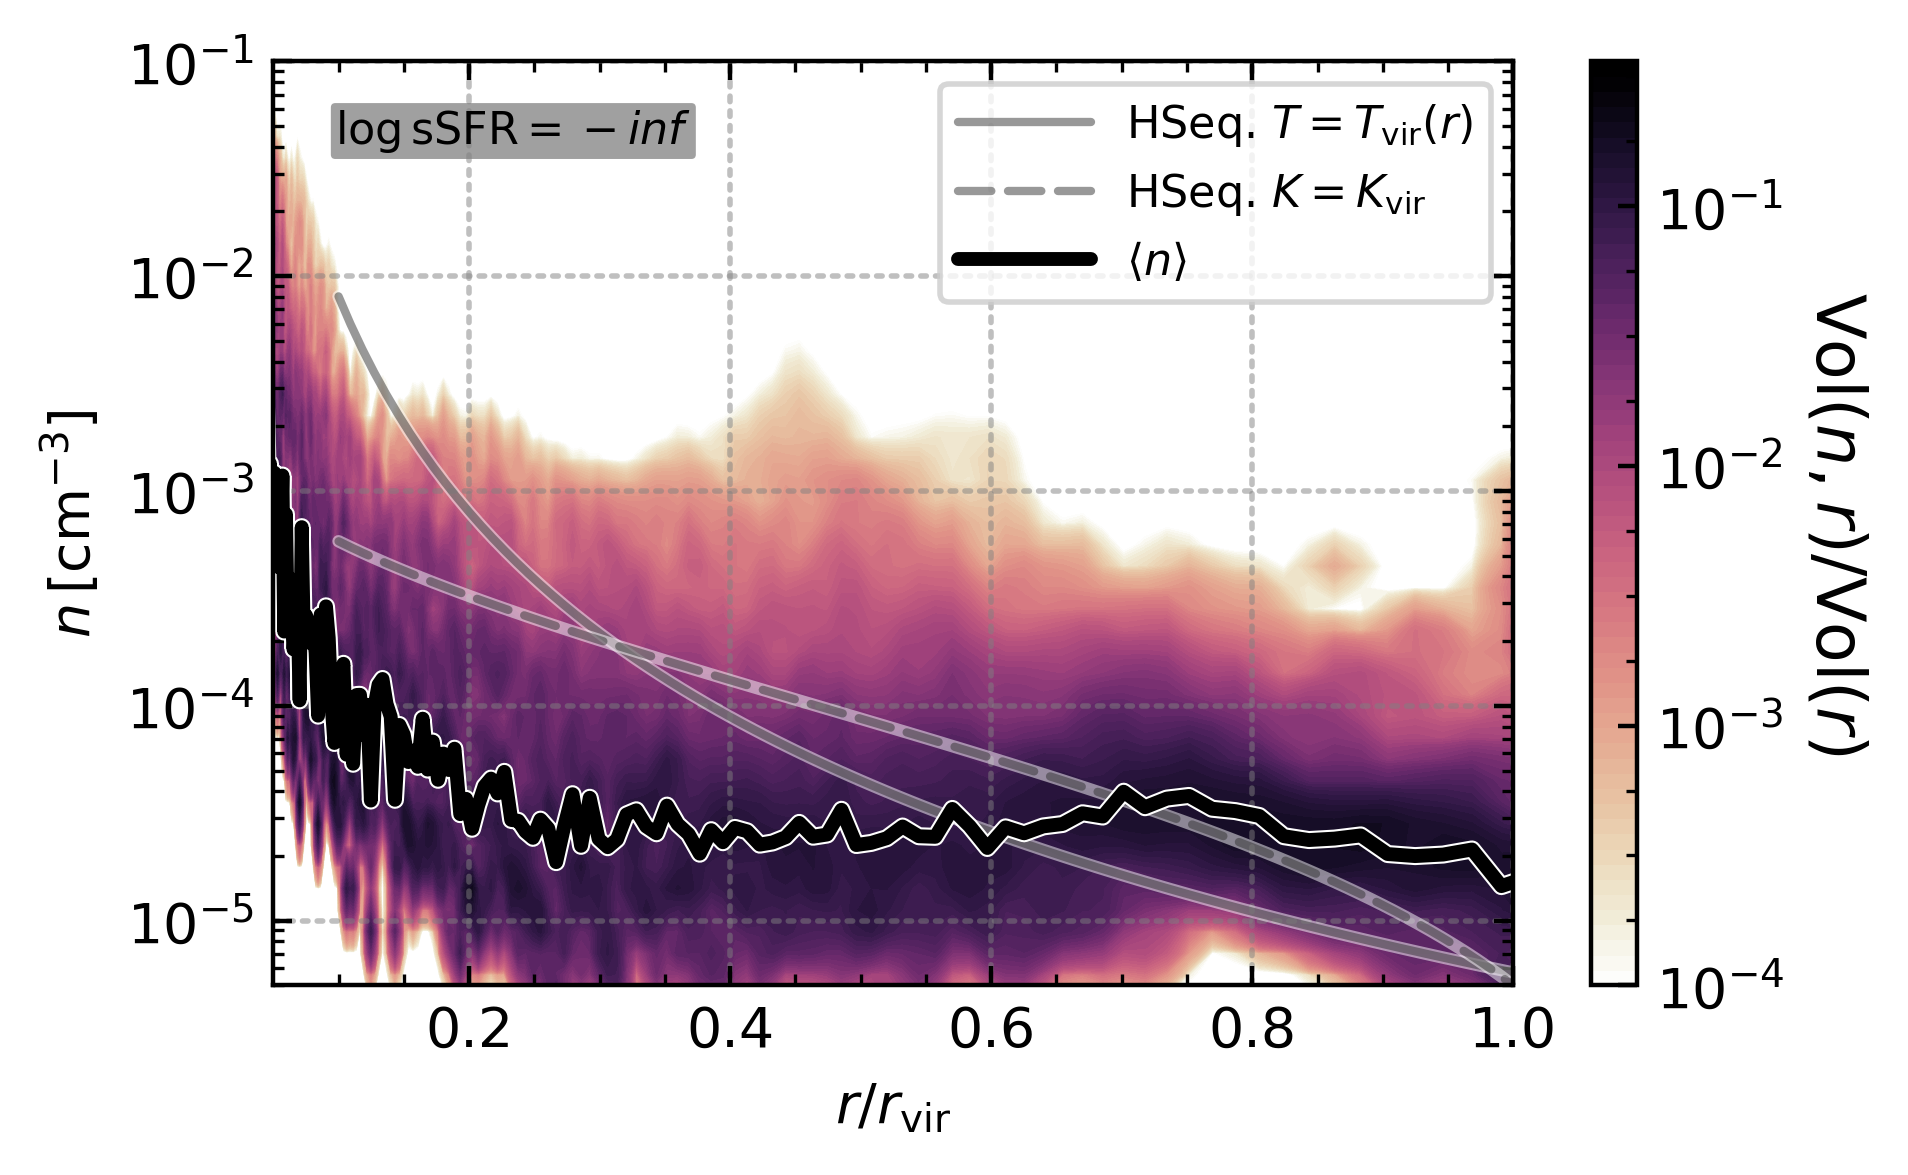 10⁻¹
10⁻²
10⁻³
10⁻⁴
10⁻⁵
n [cm⁻³]
log sSFR = −inf
HSeq. T = T_vir(r)
HSeq. K = K_vir
⟨n⟩
0.2 0.4 0.6 0.8 1.0
r/r_vir
10⁻¹
10⁻²
10⁻³
10⁻⁴
Vol(n, r)/Vol(r)